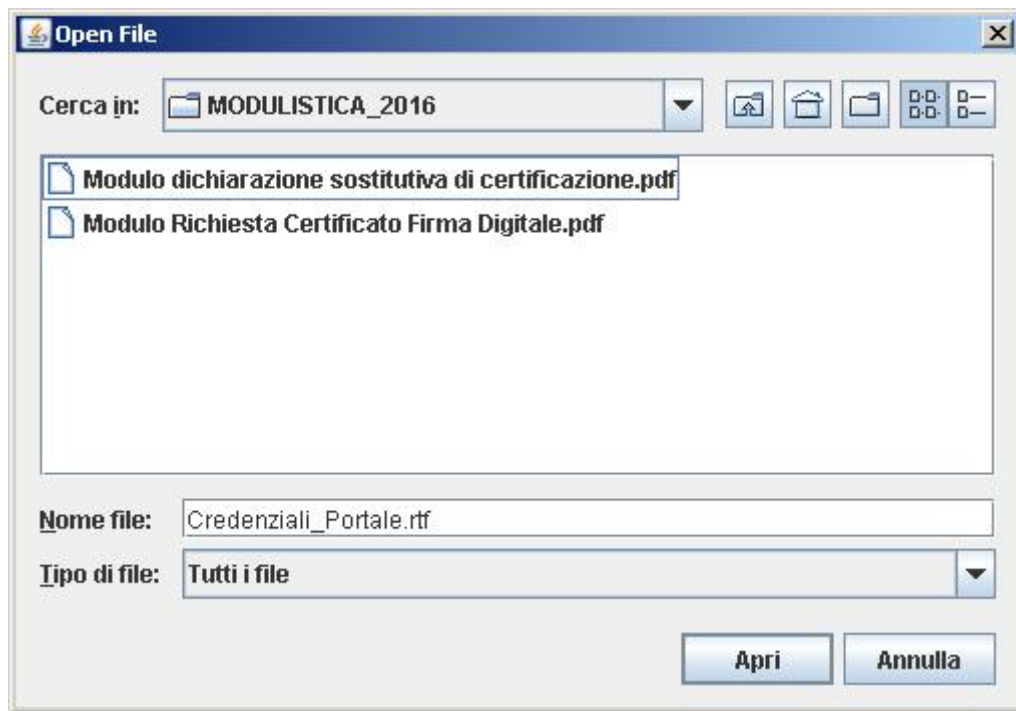 Open File
Cerca in: MODULISTICA_2016
Modulo dichiarazione sostitutiva di certificazione.pdf
Modulo Richiesta Certificato Firma Digitale.pdf
Nome file: Credenziali_Portale.rtf
Tipo di file: Tutti i file
Apri Annulla